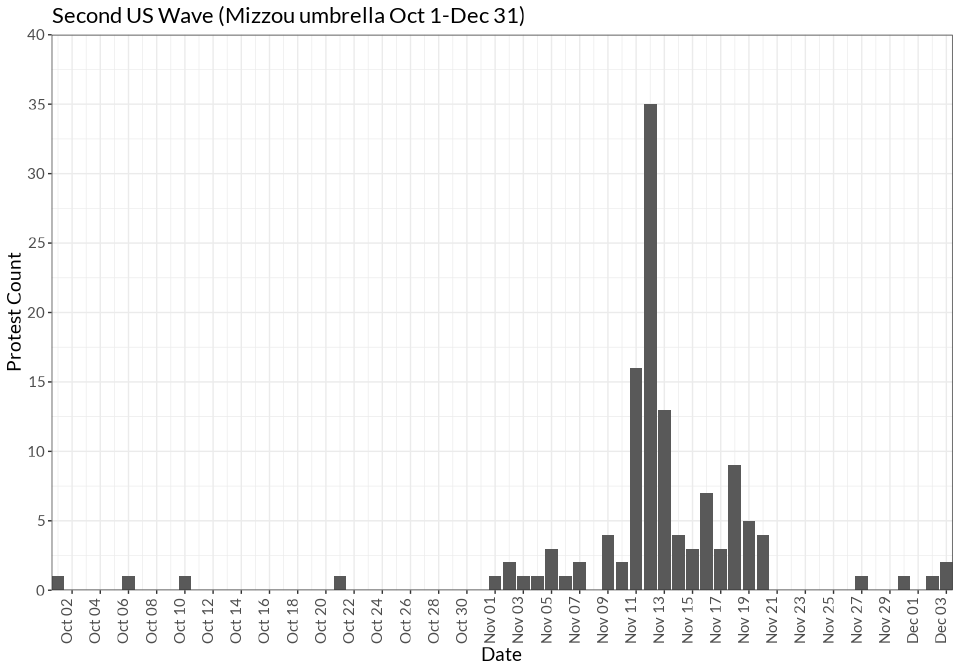 Second US Wave (Mizzou umbrella Oct 1-Dec 31)
Protest Count
40
35
30
25
20
15
10
5
0
Oct 02
Oct 04
Oct 06
Oct 08
Oct 10
Oct 12
Oct 14
Oct 16
Oct 18
Oct 20
Oct 22
Oct 24
Oct 26
Oct 28
Oct 30
Nov 01
Nov 03
Nov 05
Nov 07
Nov 09
Nov 11
Nov 13
Nov 15
Nov 17
Nov 19
Nov 21
Nov 23
Nov 25
Nov 27
Nov 29
Dec 01
Dec 03
Date